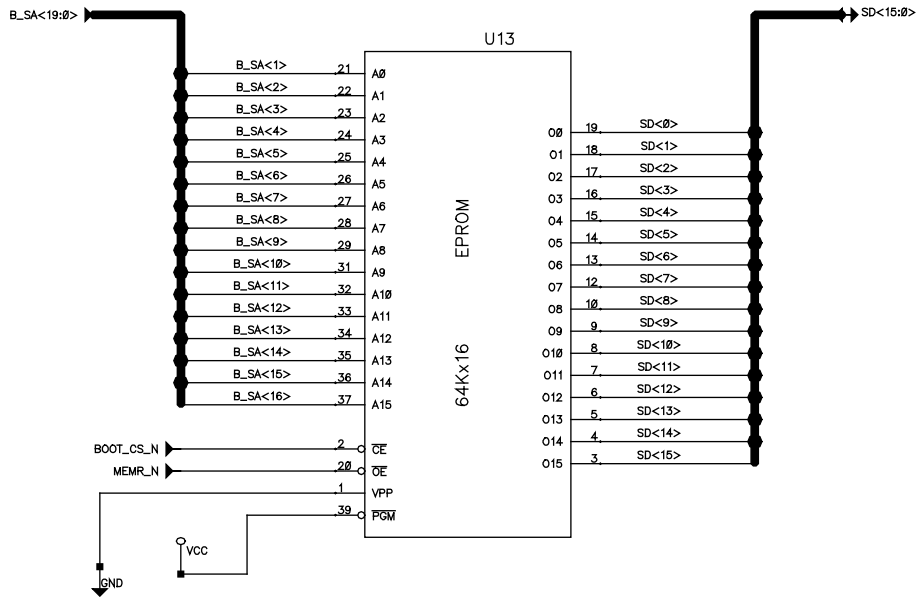 B_SA<19:0>
SD<15:0>
U13
B_SA<1> 21 A0
B_SA<2> 22 A1
B_SA<3> 23 A2
B_SA<4> 24 A3
B_SA<5> 25 A4
B_SA<6> 26 A5
B_SA<7> 27 A6
B_SA<8> 28 A7
B_SA<9> 29 A8
B_SA<10> 31 A9
B_SA<11> 32 A10
B_SA<12> 33 A11
B_SA<13> 34 A12
B_SA<14> 35 A13
B_SA<15> 36 A14
B_SA<16> 37 A15
BOOT_CS_N 2 CE
MEMR_N 20 OE
1 VPP
39 PGM
VCC
GND
EPROM
64Kx16
O0 19 SD<0>
O1 18 SD<1>
O2 17 SD<2>
O3 16 SD<3>
O4 15 SD<4>
O5 14 SD<5>
O6 13 SD<6>
O7 12 SD<7>
O8 10 SD<8>
O9 9 SD<9>
O10 8 SD<10>
O11 7 SD<11>
O12 6 SD<12>
O13 5 SD<13>
O14 4 SD<14>
O15 3 SD<15>